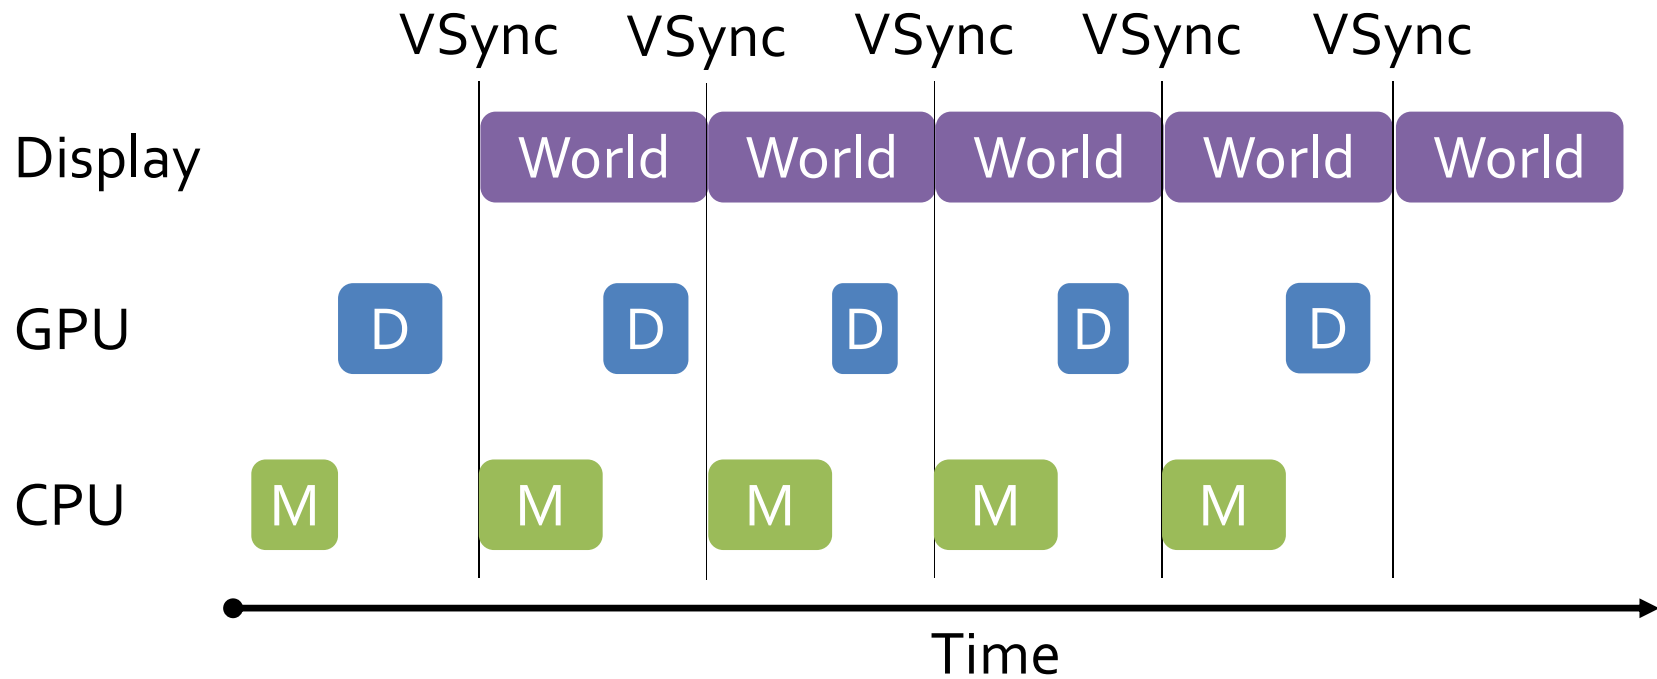 VSync VSync VSync VSync VSync
Display World World World World World
GPU D D D D D
CPU M M M M M
Time